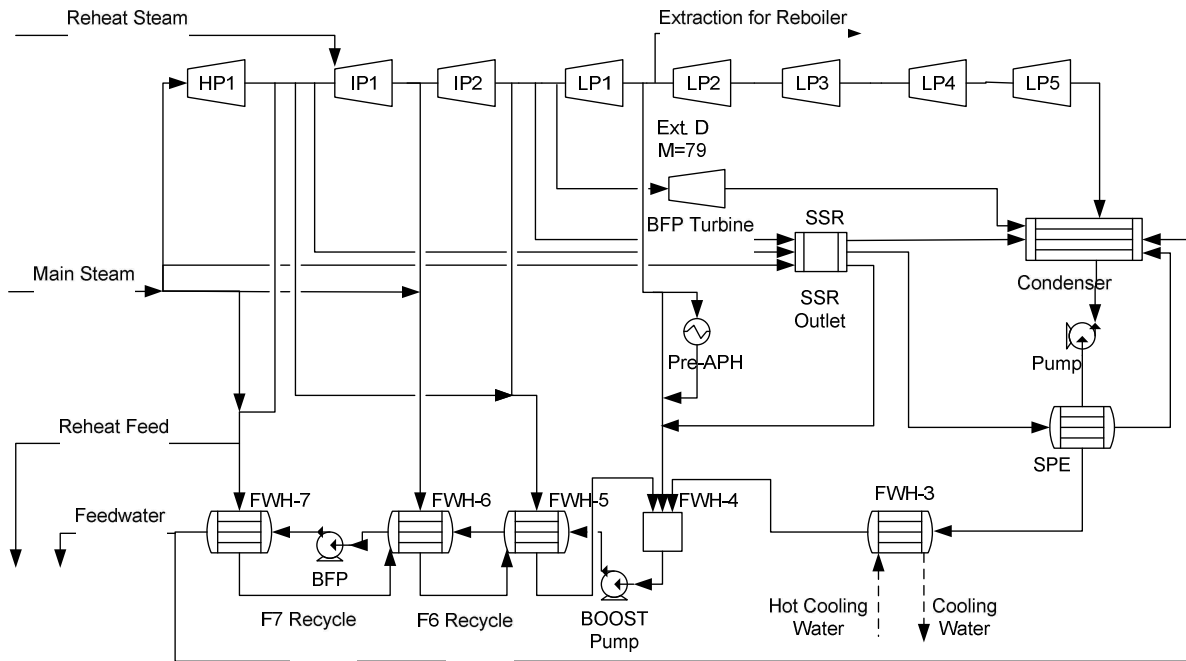 Reheat Steam
Extraction for Reboiler
HP1
IP1
IP2
LP1
LP2
LP3
LP4
LP5
Ext. D
M=79
BFP Turbine
SSR
Main Steam
SSR
Outlet
Condenser
Pre-APH
Pump
Reheat Feed
SPE
FWH-7
FWH-6
FWH-5
FWH-4
FWH-3
Feedwater
BFP
F7 Recycle
F6 Recycle
BOOST
Pump
Hot Cooling
Water
Cooling
Water